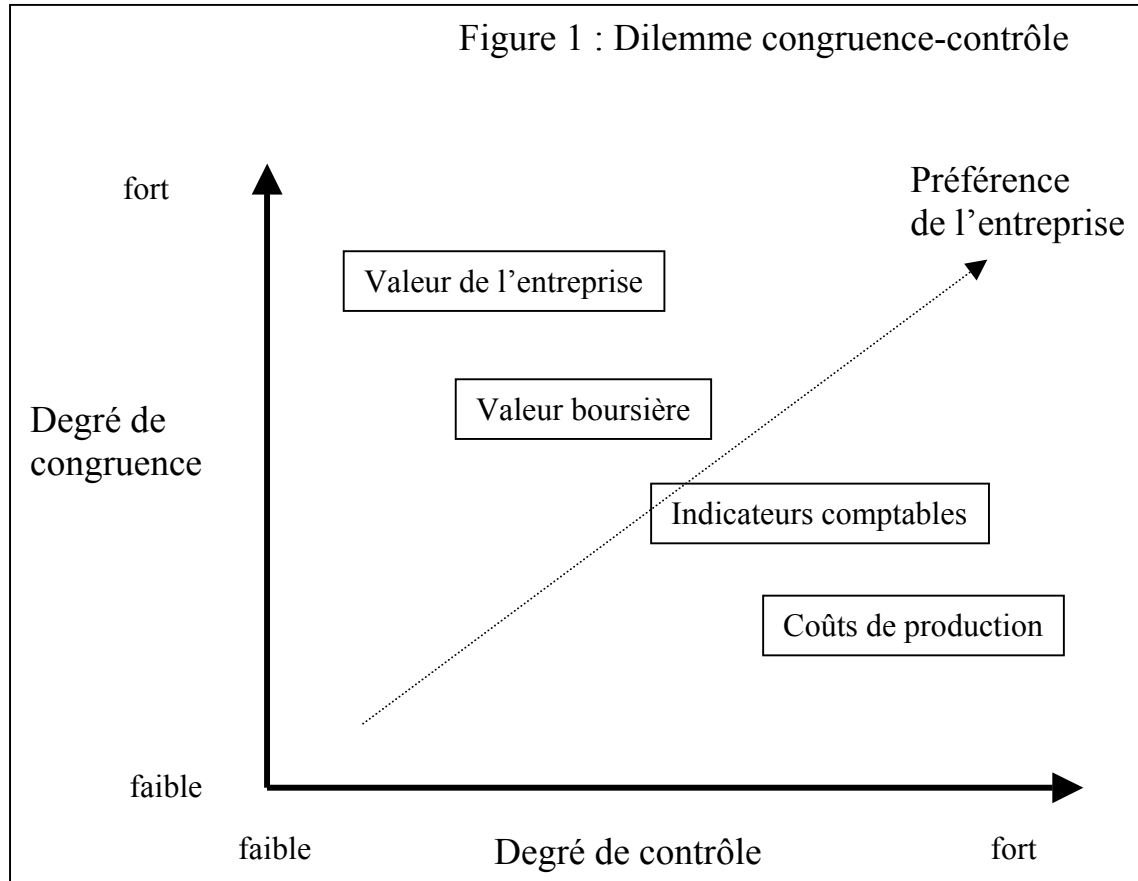 Figure 1 : Dilemme congruence-contrôle
fort
Préférence
de l’entreprise
Valeur de l’entreprise
Valeur boursière
Degré de
congruence
Indicateurs comptables
Coûts de production
faible
faible
Degré de contrôle
fort